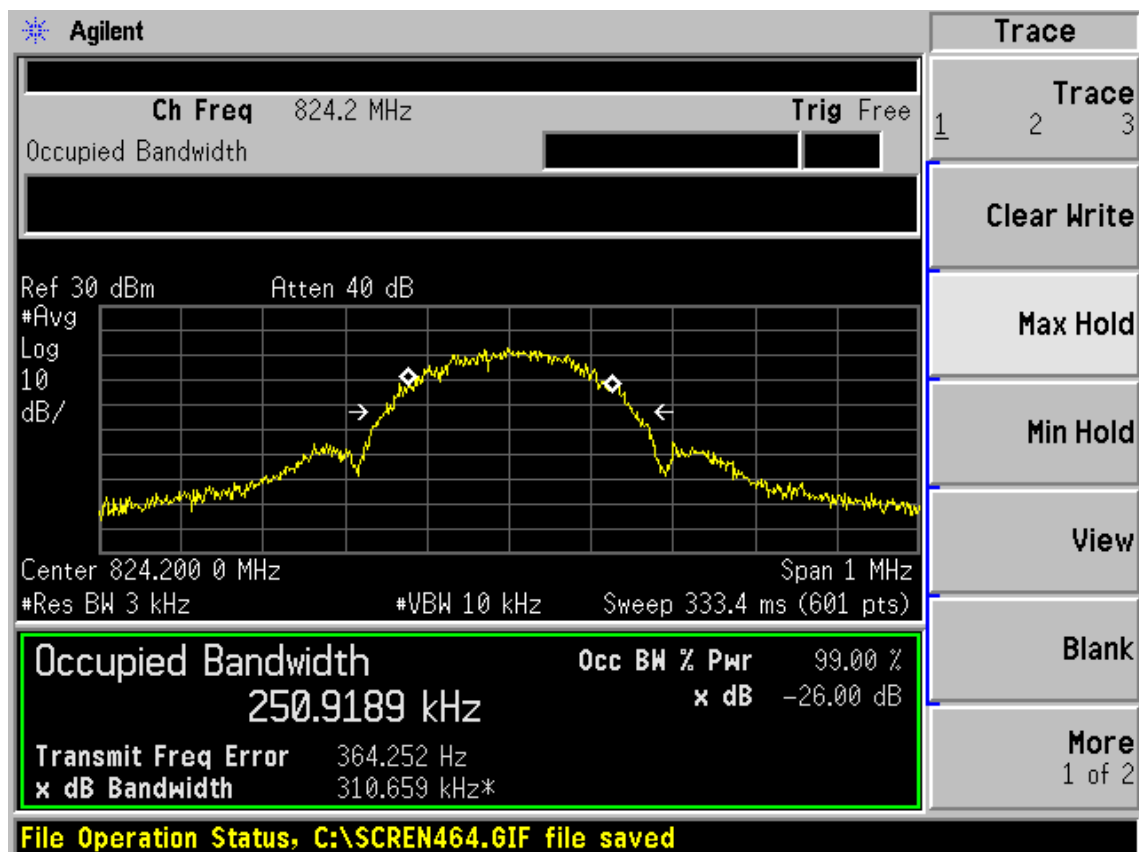 Agilent
Trace
Ch Freq 824.2 MHz Trig Free
Occupied Bandwidth
Trace
1 2 3
Clear Write
Max Hold
Min Hold
View
Blank
More
1 of 2
Ref 30 dBm Atten 40 dB
#Avg
Log
10
dB/
Center 824.200 0 MHz Span 1 MHz
#Res BW 3 kHz #VBW 10 kHz Sweep 333.4 ms (601 pts)
Occupied Bandwidth
250.9189 kHz
Occ BW % Pwr 99.00 %
x dB -26.00 dB
Transmit Freq Error 364.252 Hz
x dB Bandwidth 310.659 kHz*
File Operation Status, C:\SCREN464.GIF file saved